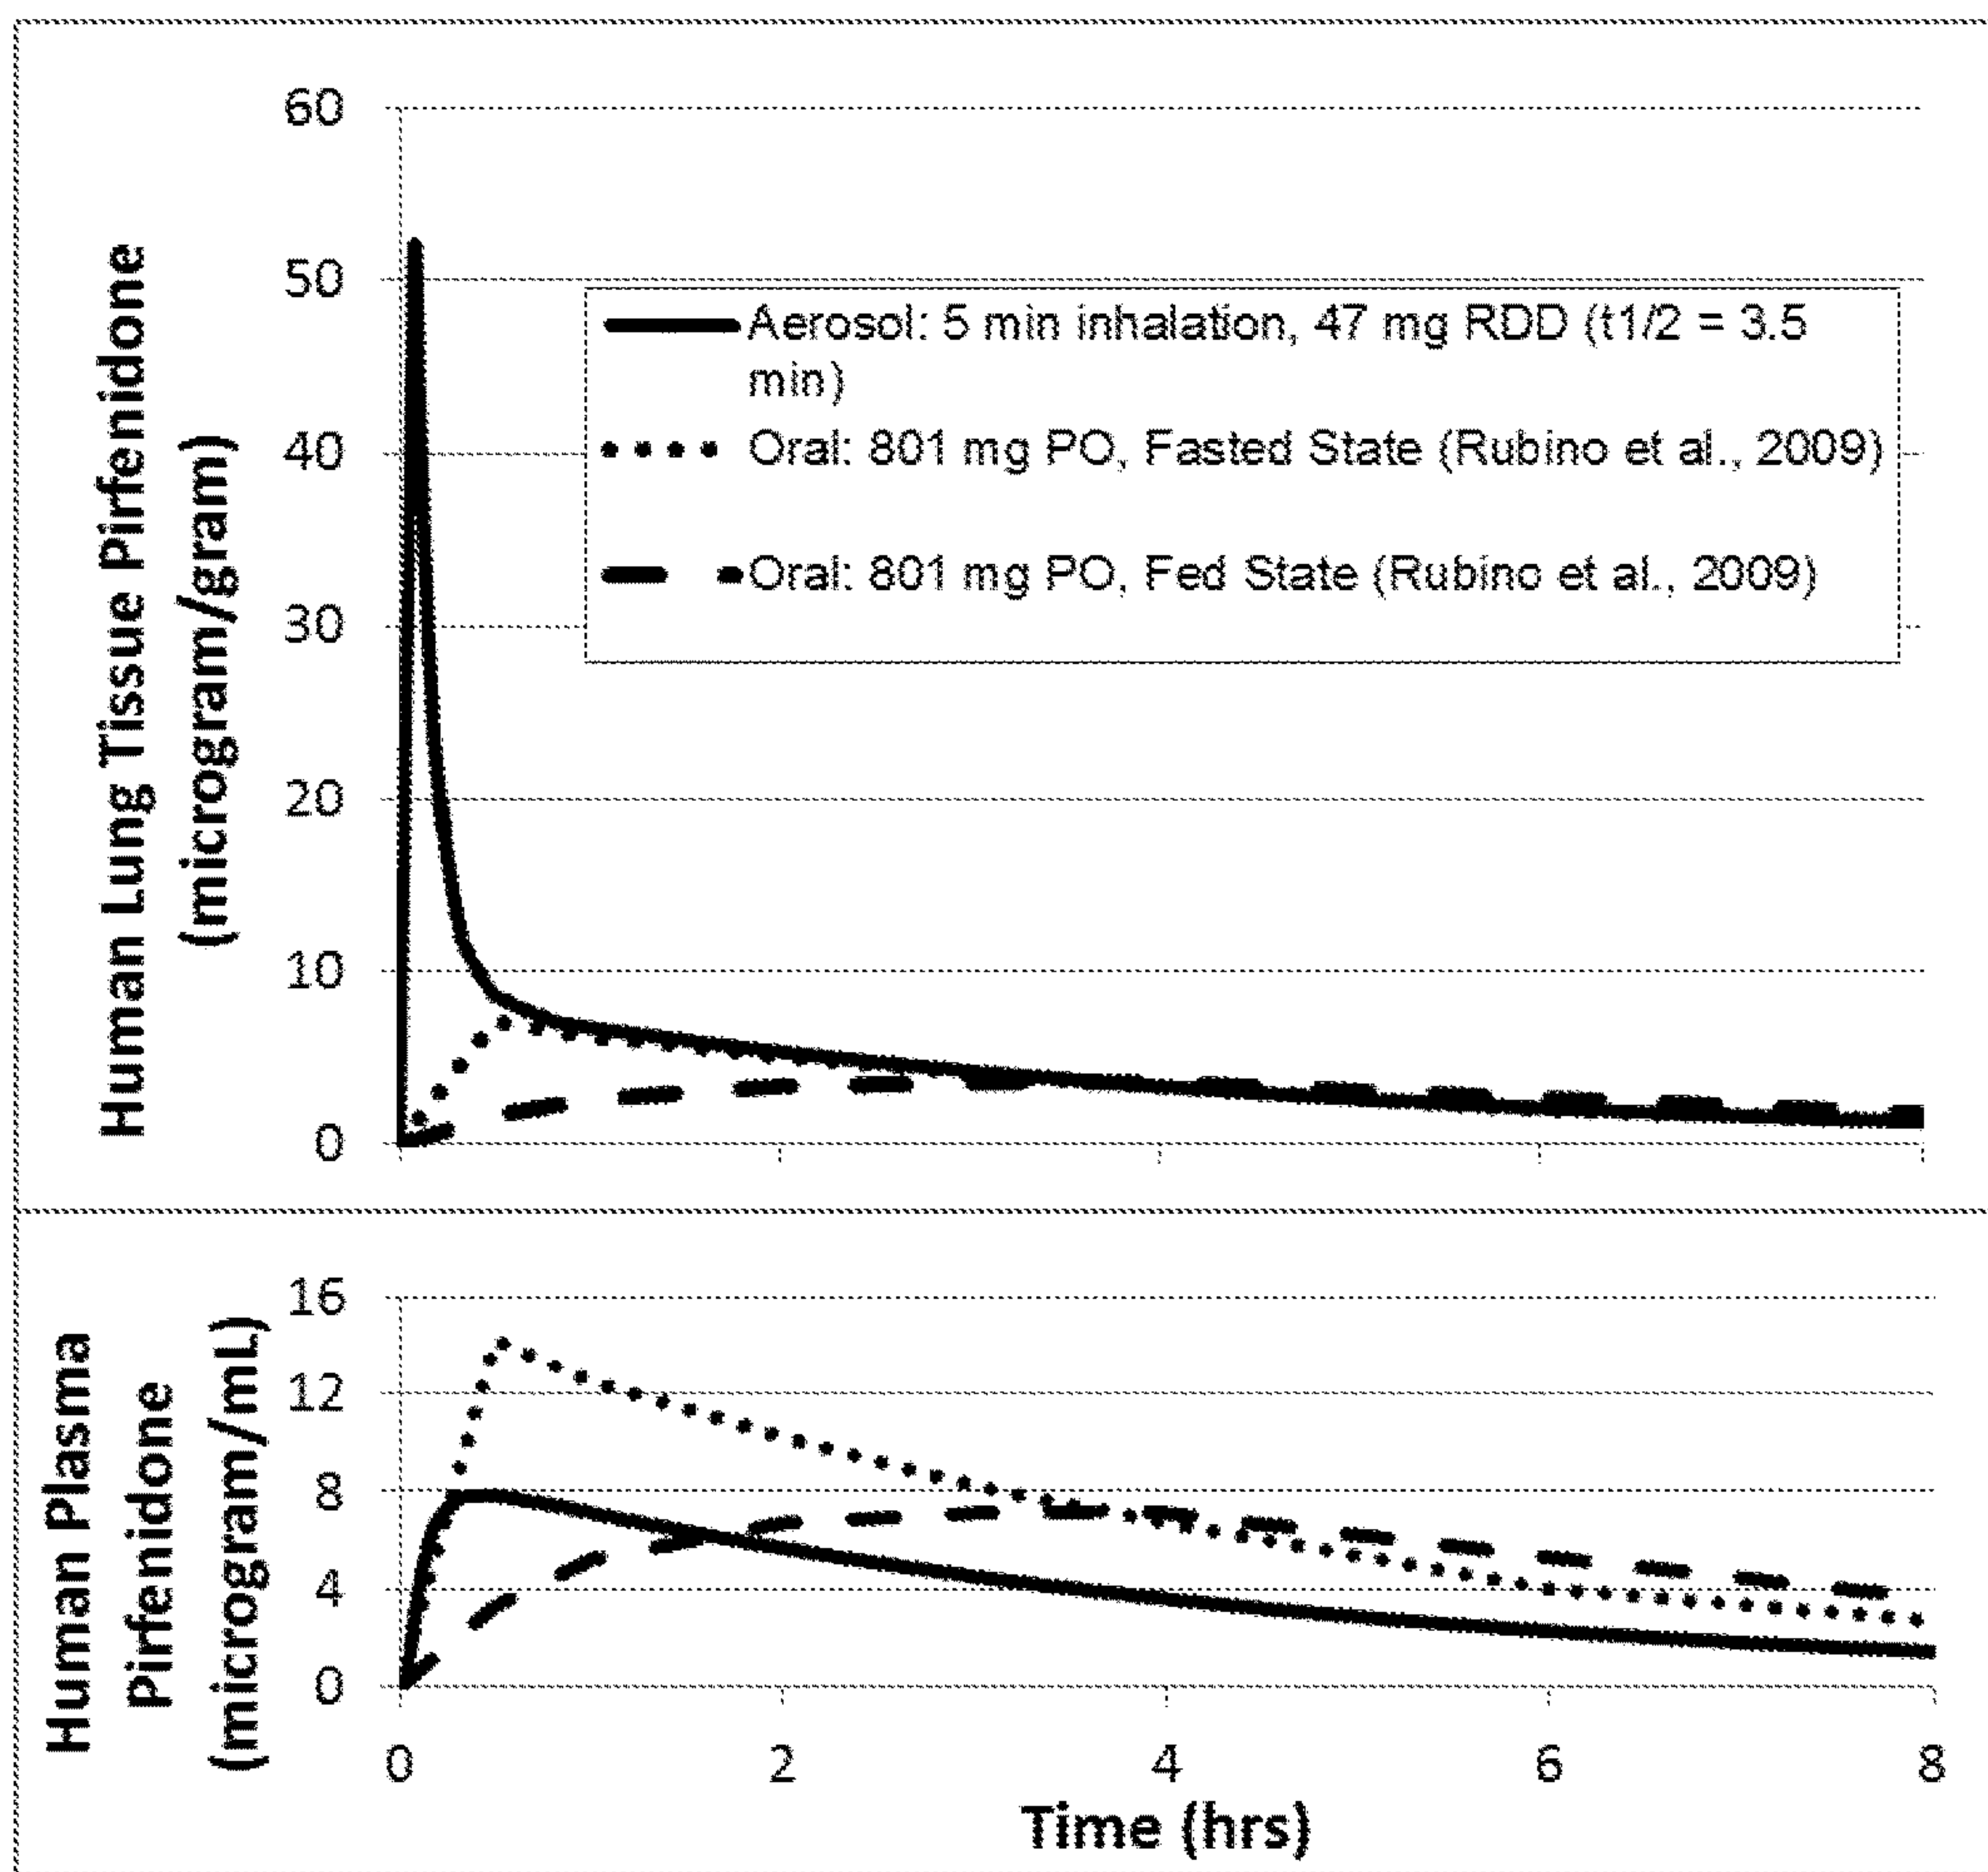 Human Lung Tissue Pirfenidone
(microgram/gram)
60
50
40
30
20
10
0
Aerosol: 5 min inhalation, 47 mg RDD (t1/2 = 3.5
min)
Oral: 801 mg PO, Fasted State (Rubino et al., 2009)
Oral: 801 mg PO, Fed State (Rubino et al., 2009)
Human Plasma
Pirfenidone
(microgram/mL)
16
12
8
4
0
0 2 4 6 8
Time (hrs)